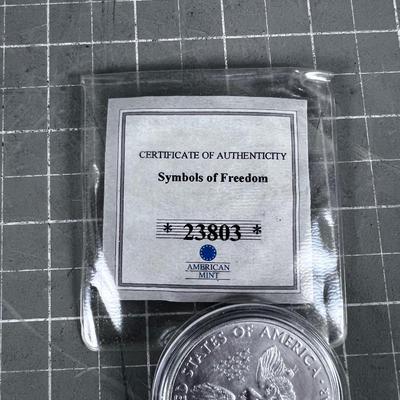 CERTIFICATE OF AUTHENTICITY
Symbols of Freedom
* 23803 *
AMERICAN
MINT
STATES OF AMERICA